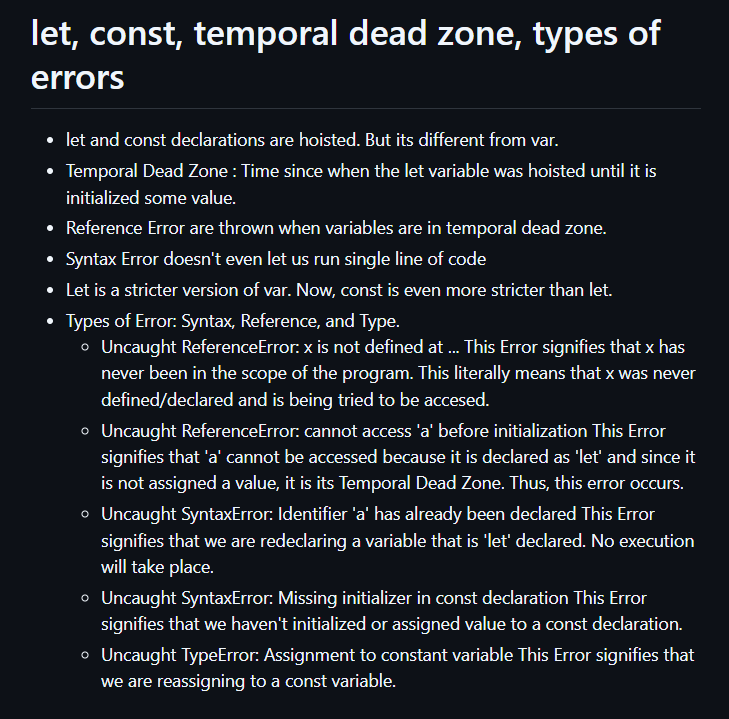 let, const, temporal dead zone, types of
errors
let and const declarations are hoisted. But its different from var.
Temporal Dead Zone : Time since when the let variable was hoisted until it is
initialized some value.
Reference Error are thrown when variables are in temporal dead zone.
Syntax Error doesn't even let us run single line of code
Let is a stricter version of var. Now, const is even more stricter than let.
Types of Error: Syntax, Reference, and Type.
Uncaught ReferenceError: x is not defined at ... This Error signifies that x has
never been in the scope of the program. This literally means that x was never
defined/declared and is being tried to be accesed.
Uncaught ReferenceError: cannot access 'a' before initialization This Error
signifies that 'a' cannot be accessed because it is declared as 'let' and since it
is not assigned a value, it is its Temporal Dead Zone. Thus, this error occurs.
Uncaught SyntaxError: Identifier 'a' has already been declared This Error
signifies that we are redeclaring a variable that is 'let' declared. No execution
will take place.
Uncaught SyntaxError: Missing initializer in const declaration This Error
signifies that we haven't initialized or assigned value to a const declaration.
Uncaught TypeError: Assignment to constant variable This Error signifies that
we are reassigning to a const variable.